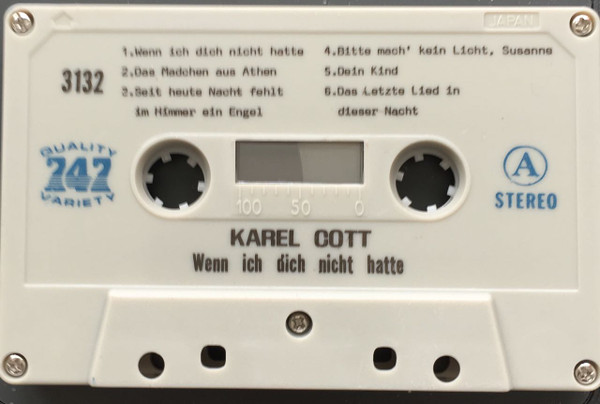 JAPAN
1.Wenn ich dich nicht hatte
2.Das Madchen aus Athen
3.Seit heute Nacht fehlt
im Himmer ein Engel
4.Bitte mach' kein Licht, Susanne
5.Dein Kind
6.Das Letzte Lied in
dieser Nacht
3132
QUALITY
747
VARIETY
100 50 0
A
STEREO
KAREL COTT
Wenn ich dich nicht hatte